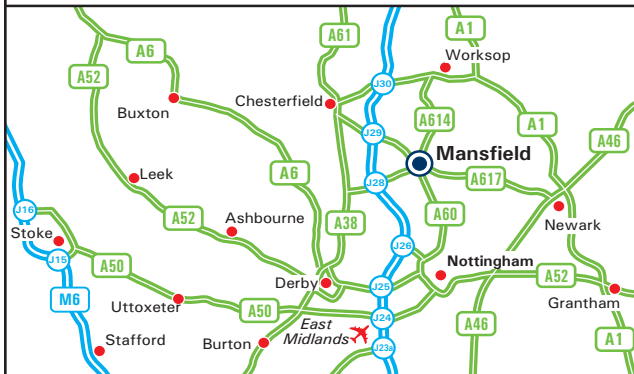 A61
A1
A6
Worksop
A52
J30
Buxton
Chesterfield
A614
A1
J29
A46
Mansfield
Leek
A6
J28
A617
J16
A52
Ashbourne
A38
A60
Newark
Stoke
J26
J15
A50
Nottingham
Derby
J25
A52
M6
Uttoxeter
Grantham
A50
J24
East
Midlands
A46
Stafford
Burton
J23a
A1